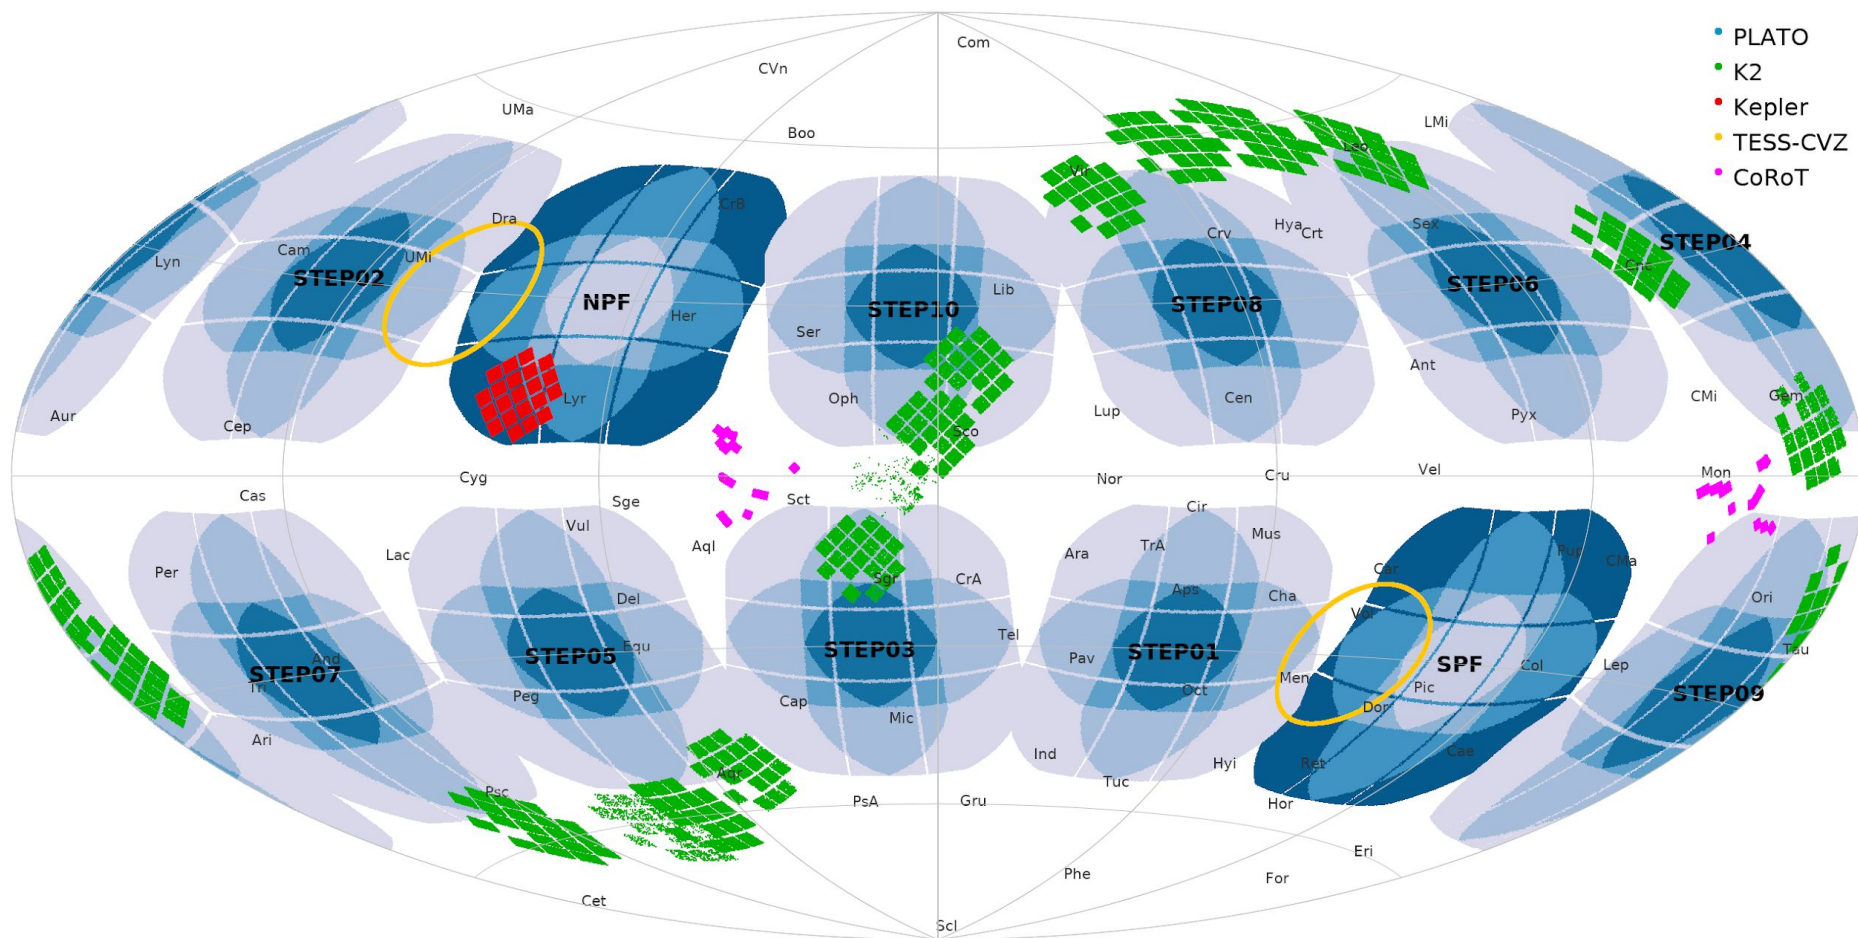 Com
PLATO
CVn
K2
UMa
Kepler
LMi
Boo
TESS-CVZ
Leo
Vir
CoRoT
CrB
Dra
Hya
Sex
Crv
Crt
STEP04
Cam
UMi
Lyn
Cnc
STEP02
STEP06
Lib
NPF
STEP08
STEP10
Her
Ser
Ant
Lyr
Oph
Cen
CMi
Gem
Lup
Aur
Pyx
Cep
Sco
Vel
Mon
Cru
Cyg
Nor
Cas
Sct
Sge
Cir
Vul
Mus
Aql
TrA
Pup
Lac
Ara
CMa
Car
Per
Sgr
CrA
Aps
Cha
Ori
Del
Vol
Tel
Equ
STEP03
Tau
STEP01
STEP05
And
Pav
SPF
Col
Lep
STEP07
Men
Tri
Pic
Oct
STEP09
Peg
Cap
Dor
Mic
Ari
Ind
Cae
Hyi
Ret
Aqr
Tuc
Psc
PsA
Gru
Hor
Eri
Phe
For
Cet
Scl